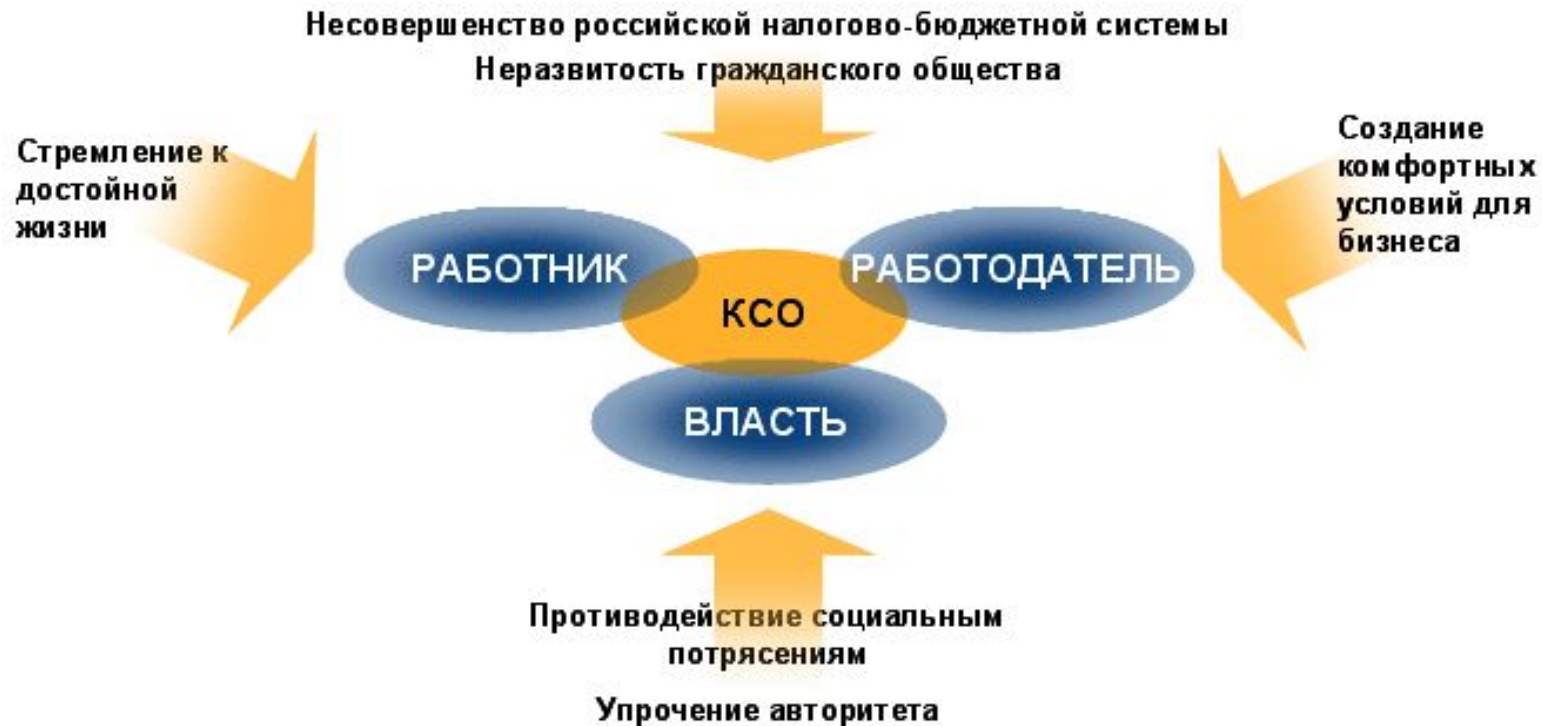 Несовершенство российской налогово-бюджетной системы
Неразвитость гражданского общества
Стремление к
достойной
жизни
Создание
комфортных
условий для
бизнеса
РАБОТНИК
КСО
РАБОТОДАТЕЛЬ
ВЛАСТЬ
Противодействие социальным
потрясениям
Упрочение авторитета